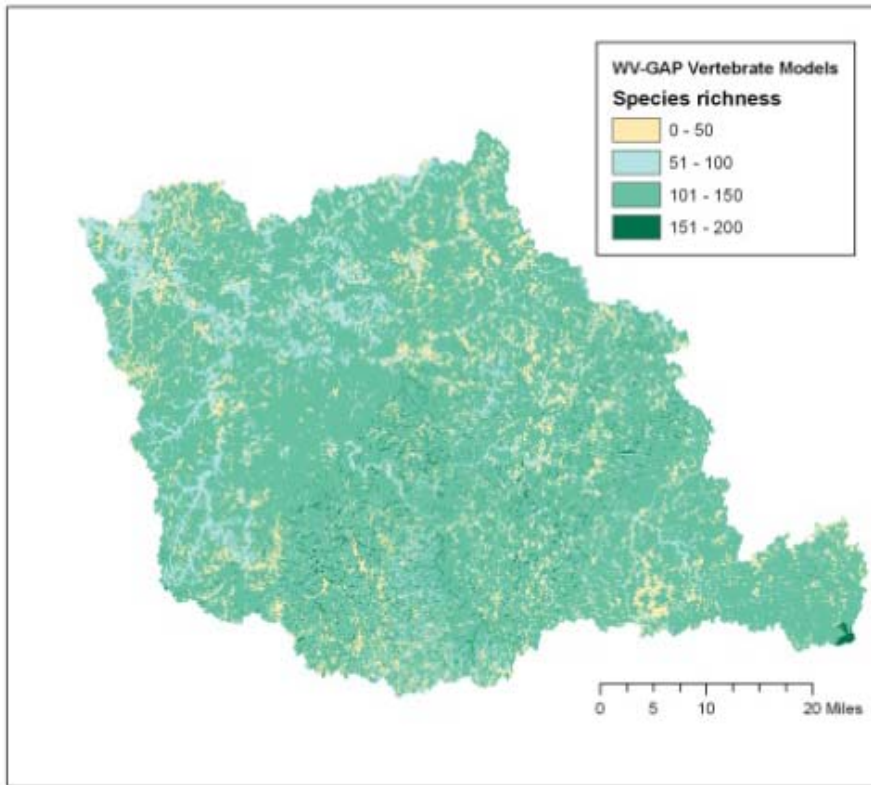 WV-GAP Vertebrate Models
Species richness
0 - 50
51 - 100
101 - 150
151 - 200
0 5 10 20 Miles